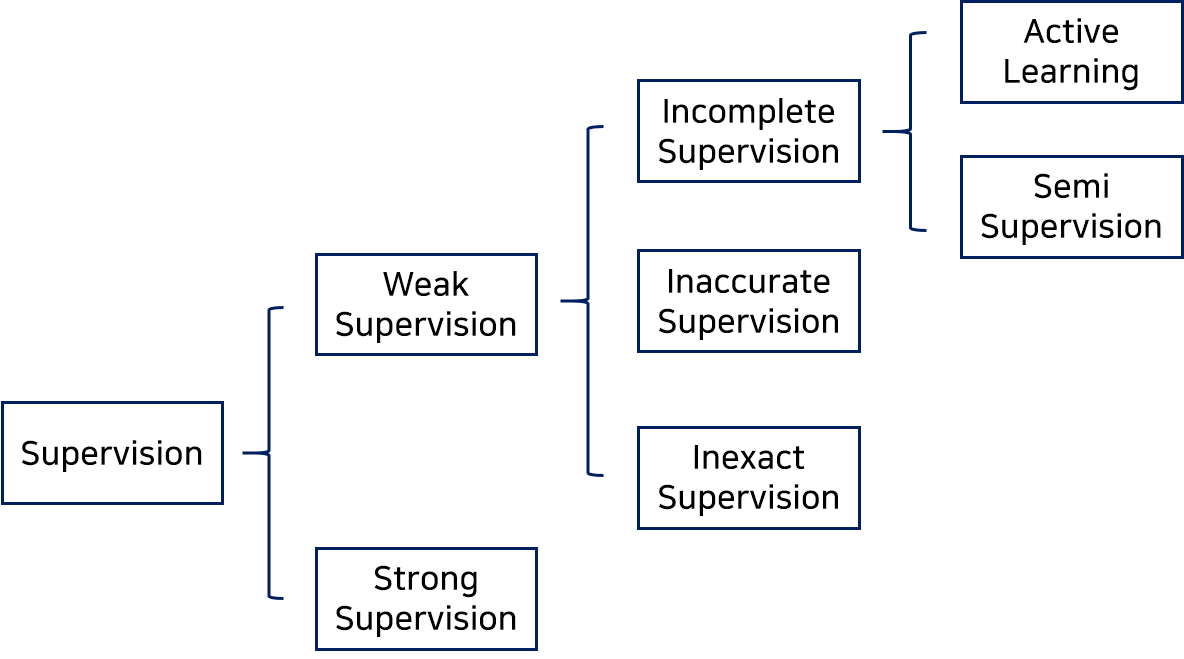 Supervision
Weak
Supervision
Strong
Supervision
Incomplete
Supervision
Inaccurate
Supervision
Inexact
Supervision
Active
Learning
Semi
Supervision